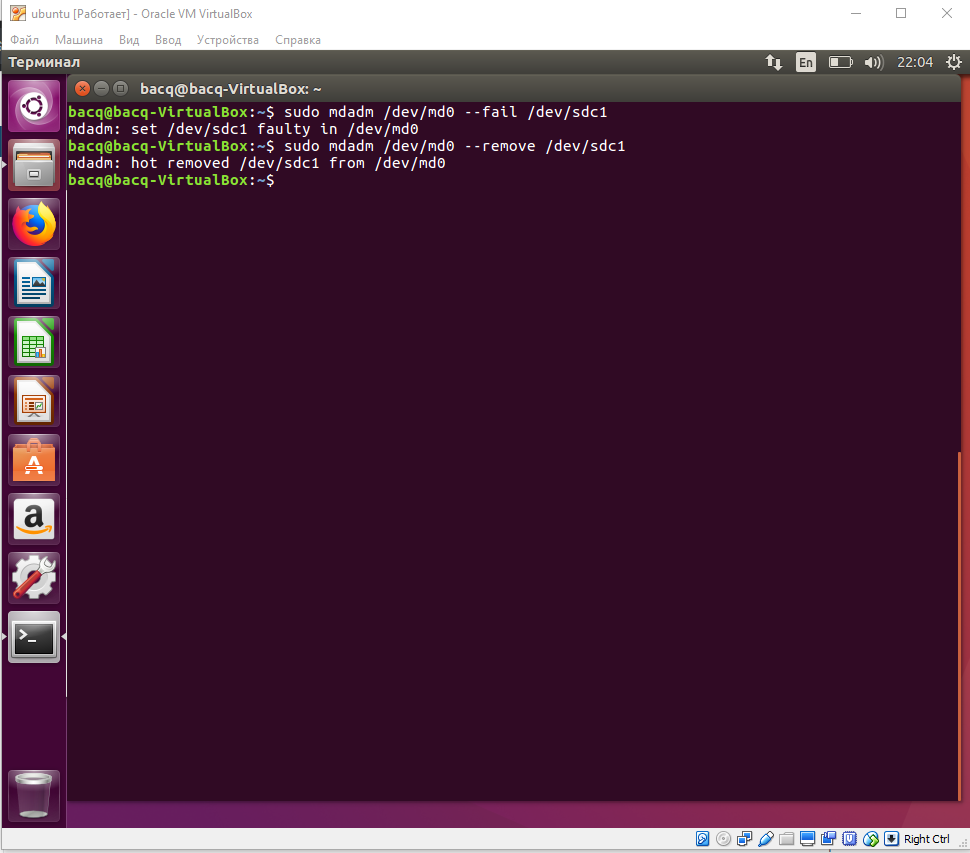 ubuntu [Работает] - Oracle VM VirtualBox
Файл Машина Вид Ввод Устройства Справка
Терминал En 22:04
bacq@bacq-VirtualBox: ~
bacq@bacq-VirtualBox:~$ sudo mdadm /dev/md0 --fail /dev/sdc1
mdadm: set /dev/sdc1 faulty in /dev/md0
bacq@bacq-VirtualBox:~$ sudo mdadm /dev/md0 --remove /dev/sdc1
mdadm: hot removed /dev/sdc1 from /dev/md0
bacq@bacq-VirtualBox:~$
Right Ctrl